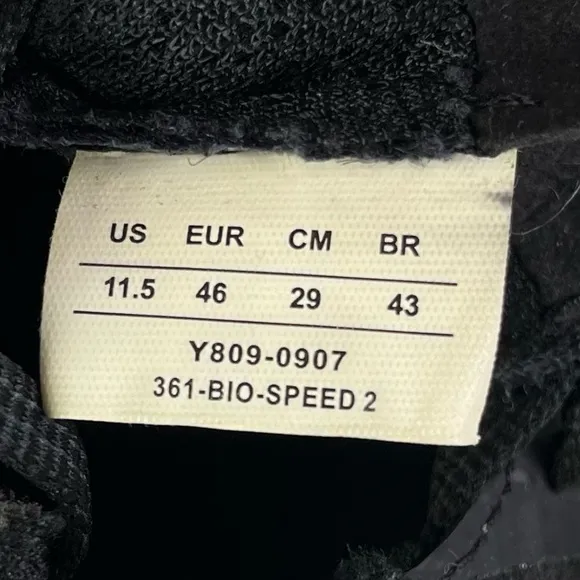 US EUR CM BR
11.5 46 29 43
Y809-0907
361-BIO-SPEED 2